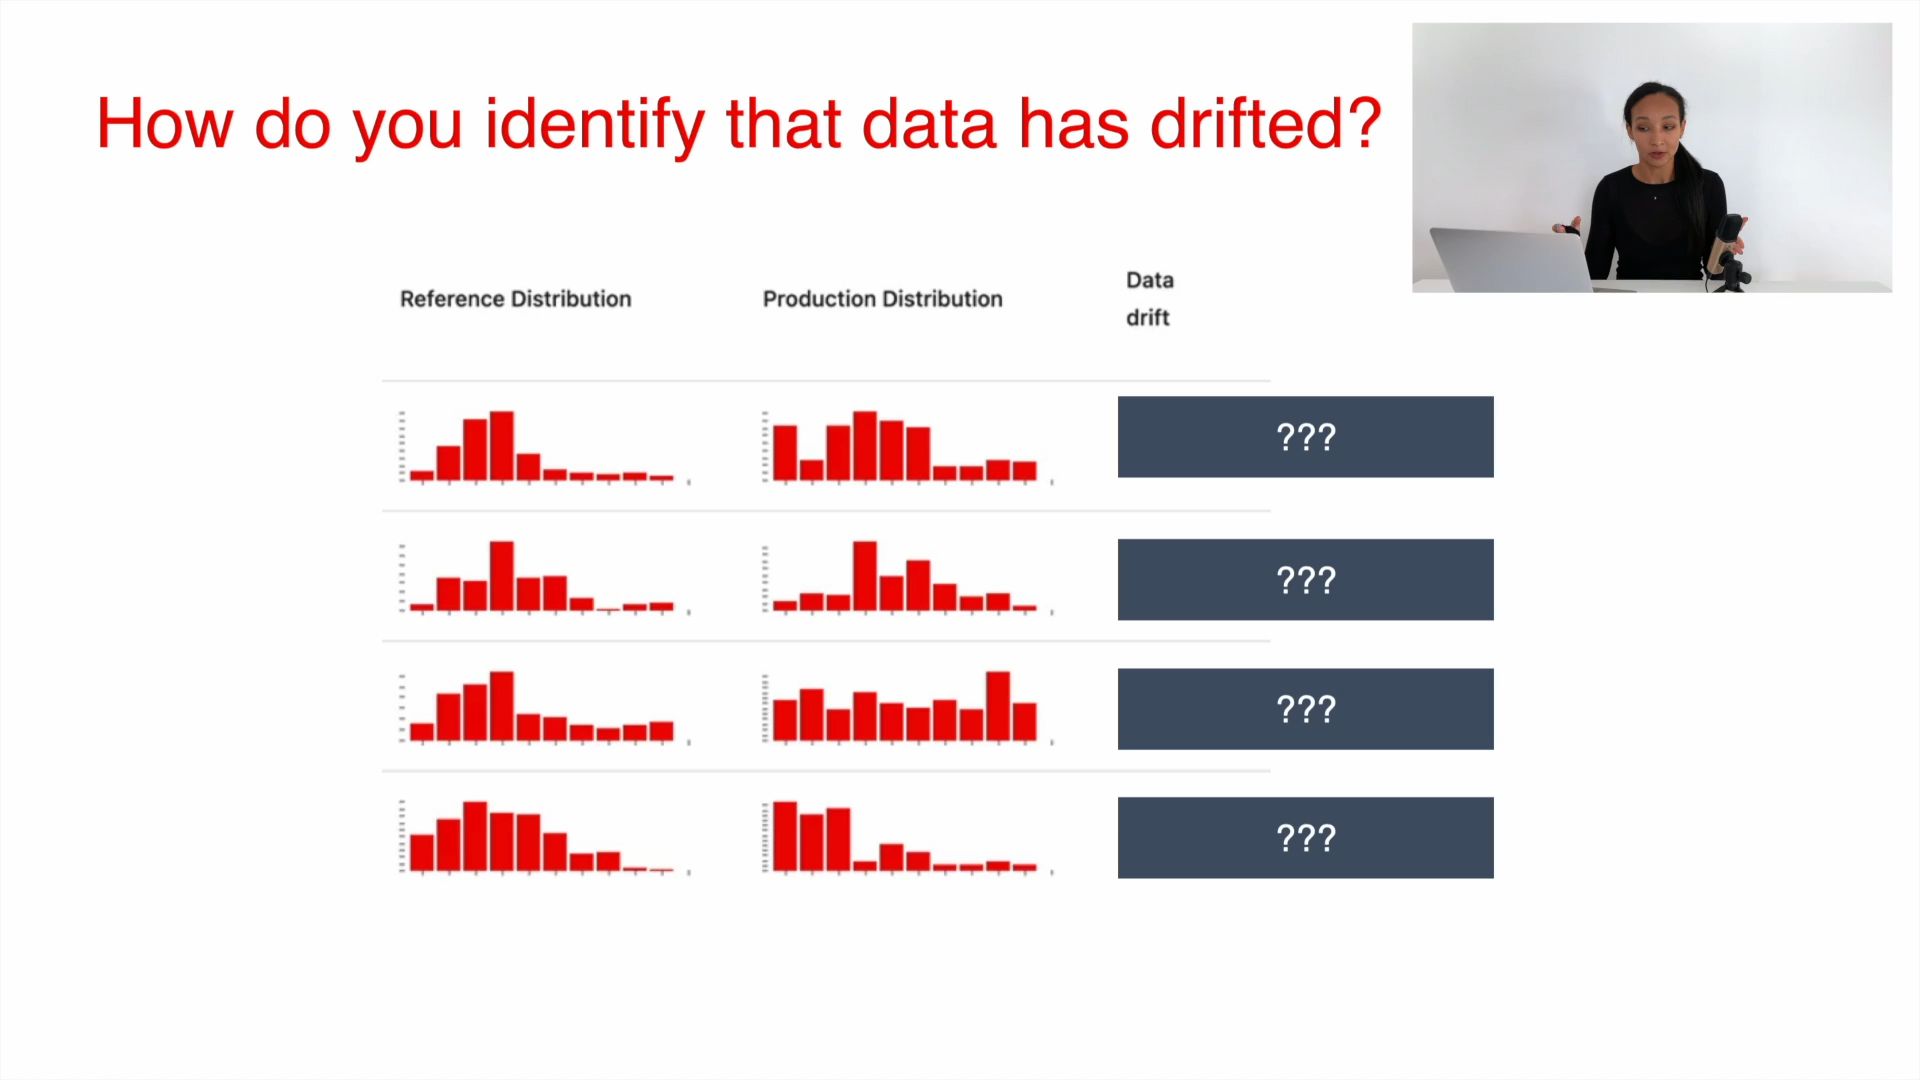 How do you identify that data has drifted?
Reference Distribution
Production Distribution
Data
drift
???
???
???
???